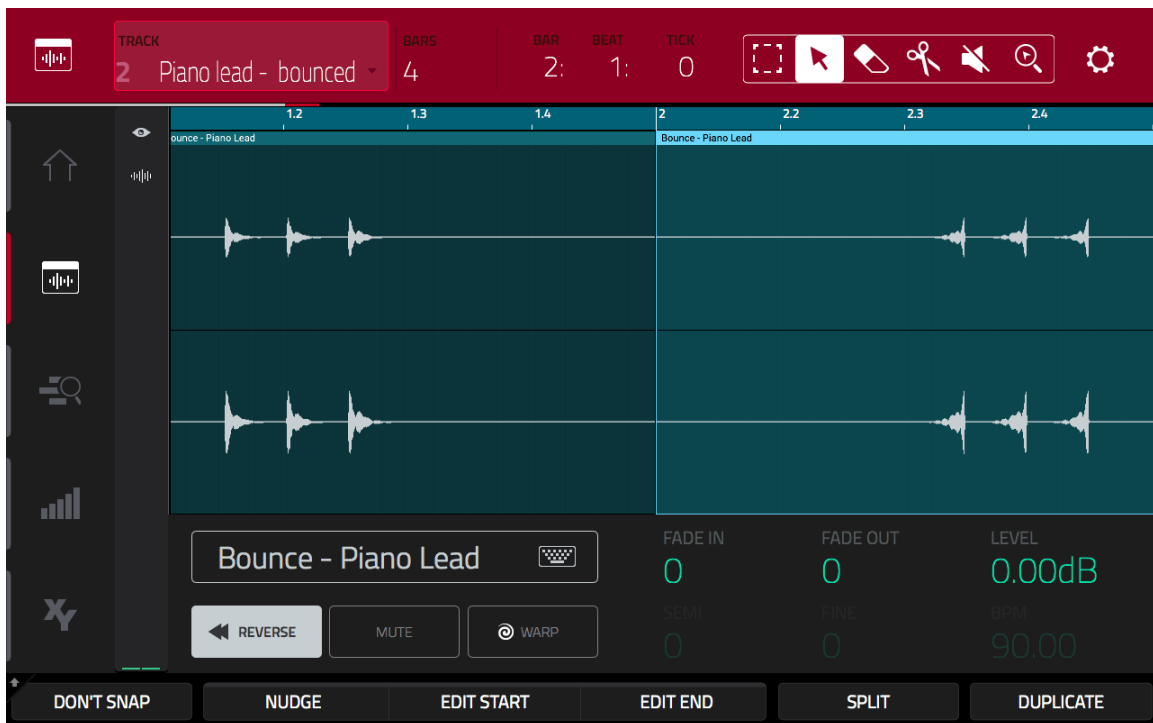 TRACK BARS BAR BEAT TICK
2 Piano lead - bounced 4 2: 1: 0
1.2 1.3 1.4 2 2.2 2.3 2.4
ounce - Piano Lead Bounce - Piano Lead
Bounce - Piano Lead
FADE IN FADE OUT LEVEL
0 0 0.00dB
REVERSE MUTE WARP
SEMI FINE BPM
0 0 90.00
XY
DON'T SNAP NUDGE EDIT START EDIT END SPLIT DUPLICATE